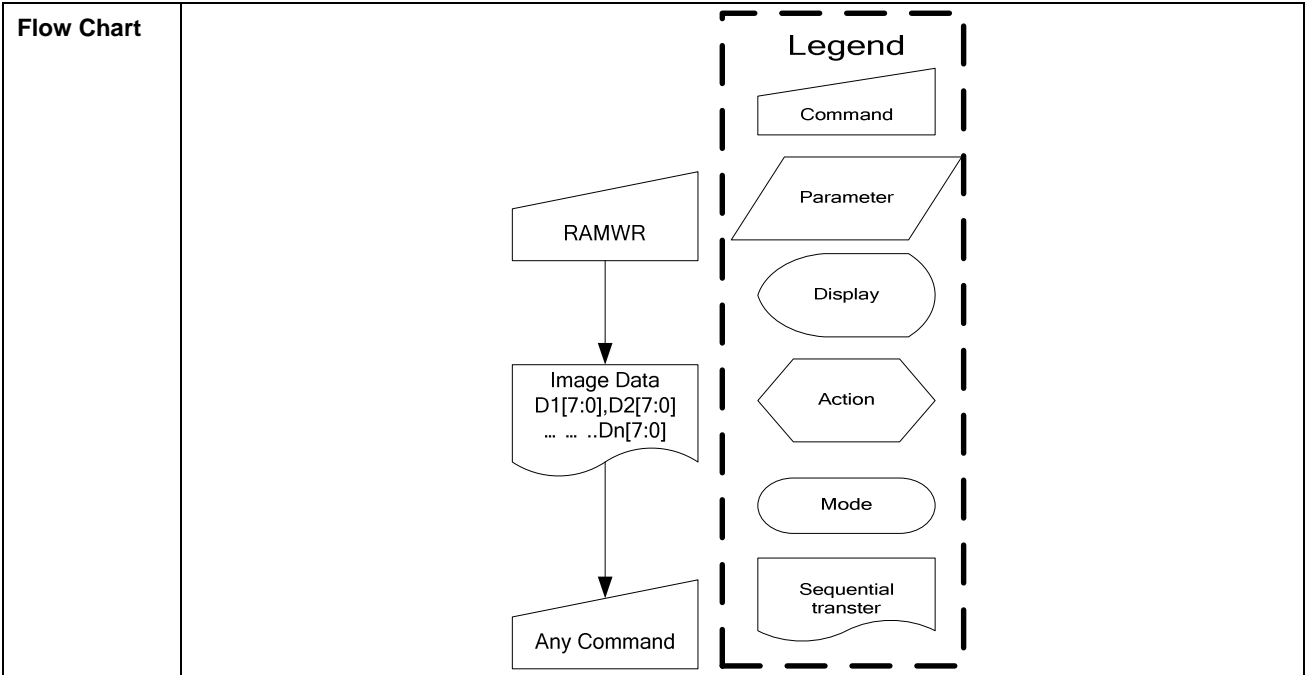 Flow Chart
RAMWR
Image Data
D1[7:0],D2[7:0]
... ... ..Dn[7:0]
Any Command
Legend
Command
Parameter
Display
Action
Mode
Sequential
transter